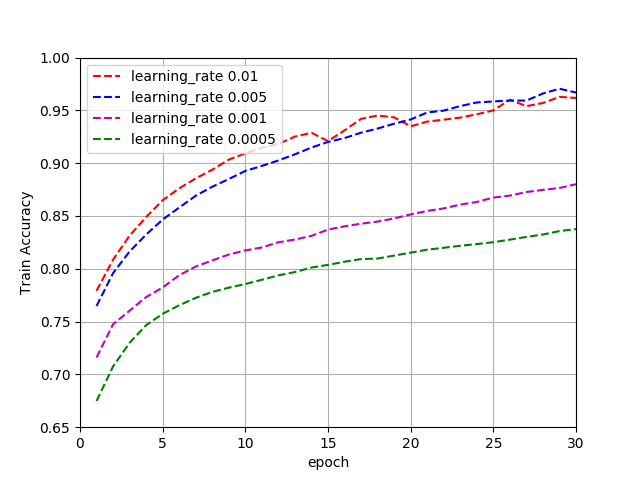 1.00
0.95
0.90
0.85
0.80
0.75
0.70
0.65
Train Accuracy
learning_rate 0.01
learning_rate 0.005
learning_rate 0.001
learning_rate 0.0005
0 5 10 15 20 25 30
epoch